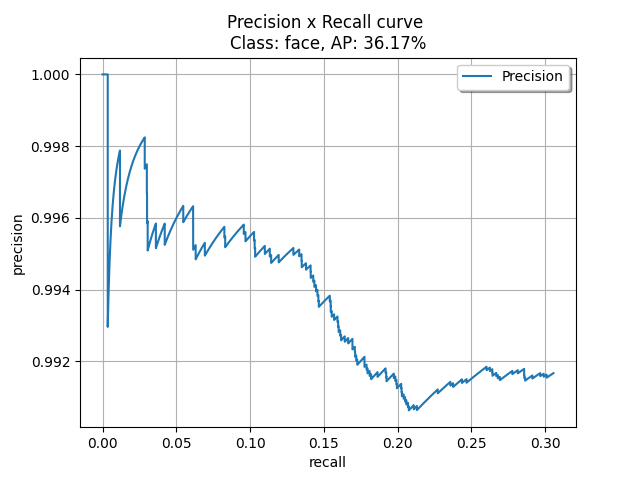 Precision x Recall curve
Class: face, AP: 36.17%
Precision
1.000
0.998
0.996
0.994
0.992
precision
0.00 0.05 0.10 0.15 0.20 0.25 0.30
recall